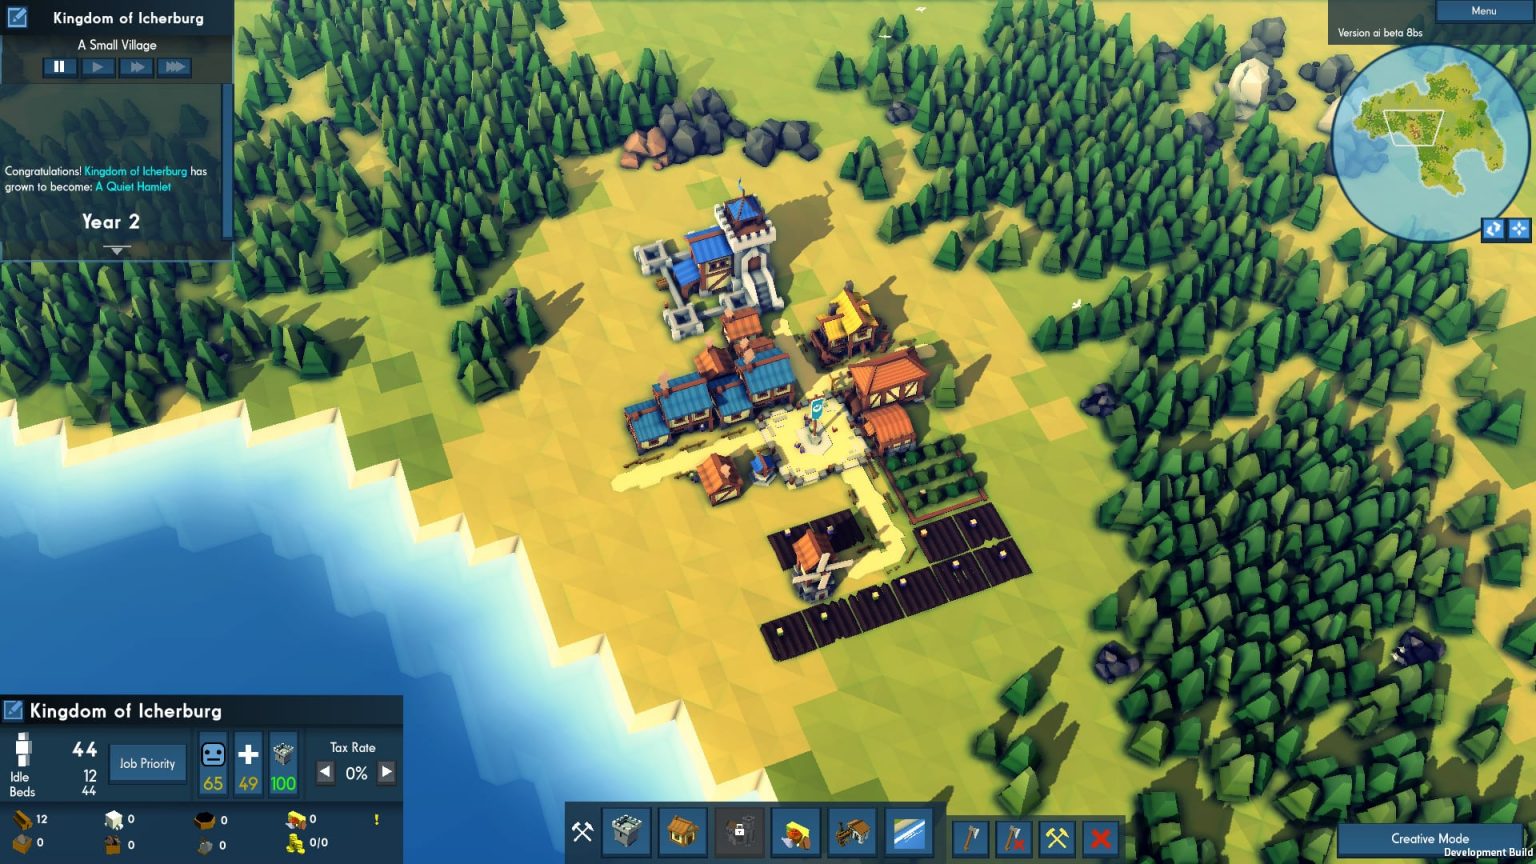 Kingdom of Icherburg
A Small Village
Congratulations! Kingdom of Icherburg has
grown to become: A Quiet Hamlet
Year 2
Menu
Version ai beta 8bs
Kingdom of Icherburg
44
Idle 12
Beds 44
Job Priority
65
49
100
Tax Rate
0%
12
0
0
0
!
0
0
0
0/0
Creative Mode
Development Build